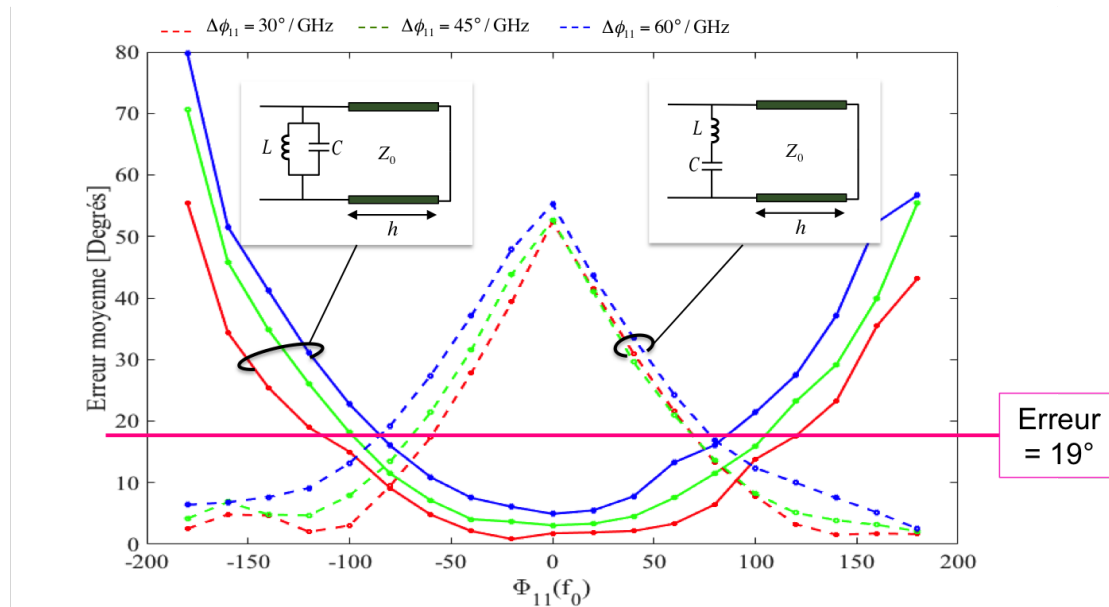 Δϕ₁₁ = 30°/GHz Δϕ₁₁ = 45°/GHz Δϕ₁₁ = 60°/GHz
80
70
60
50
40
30
20
10
0
Erreur moyenne [Degrés]
L C Z₀
h
L
C Z₀
h
Erreur
= 19°
-200 -150 -100 -50 0 50 100 150 200
Φ₁₁(f₀)